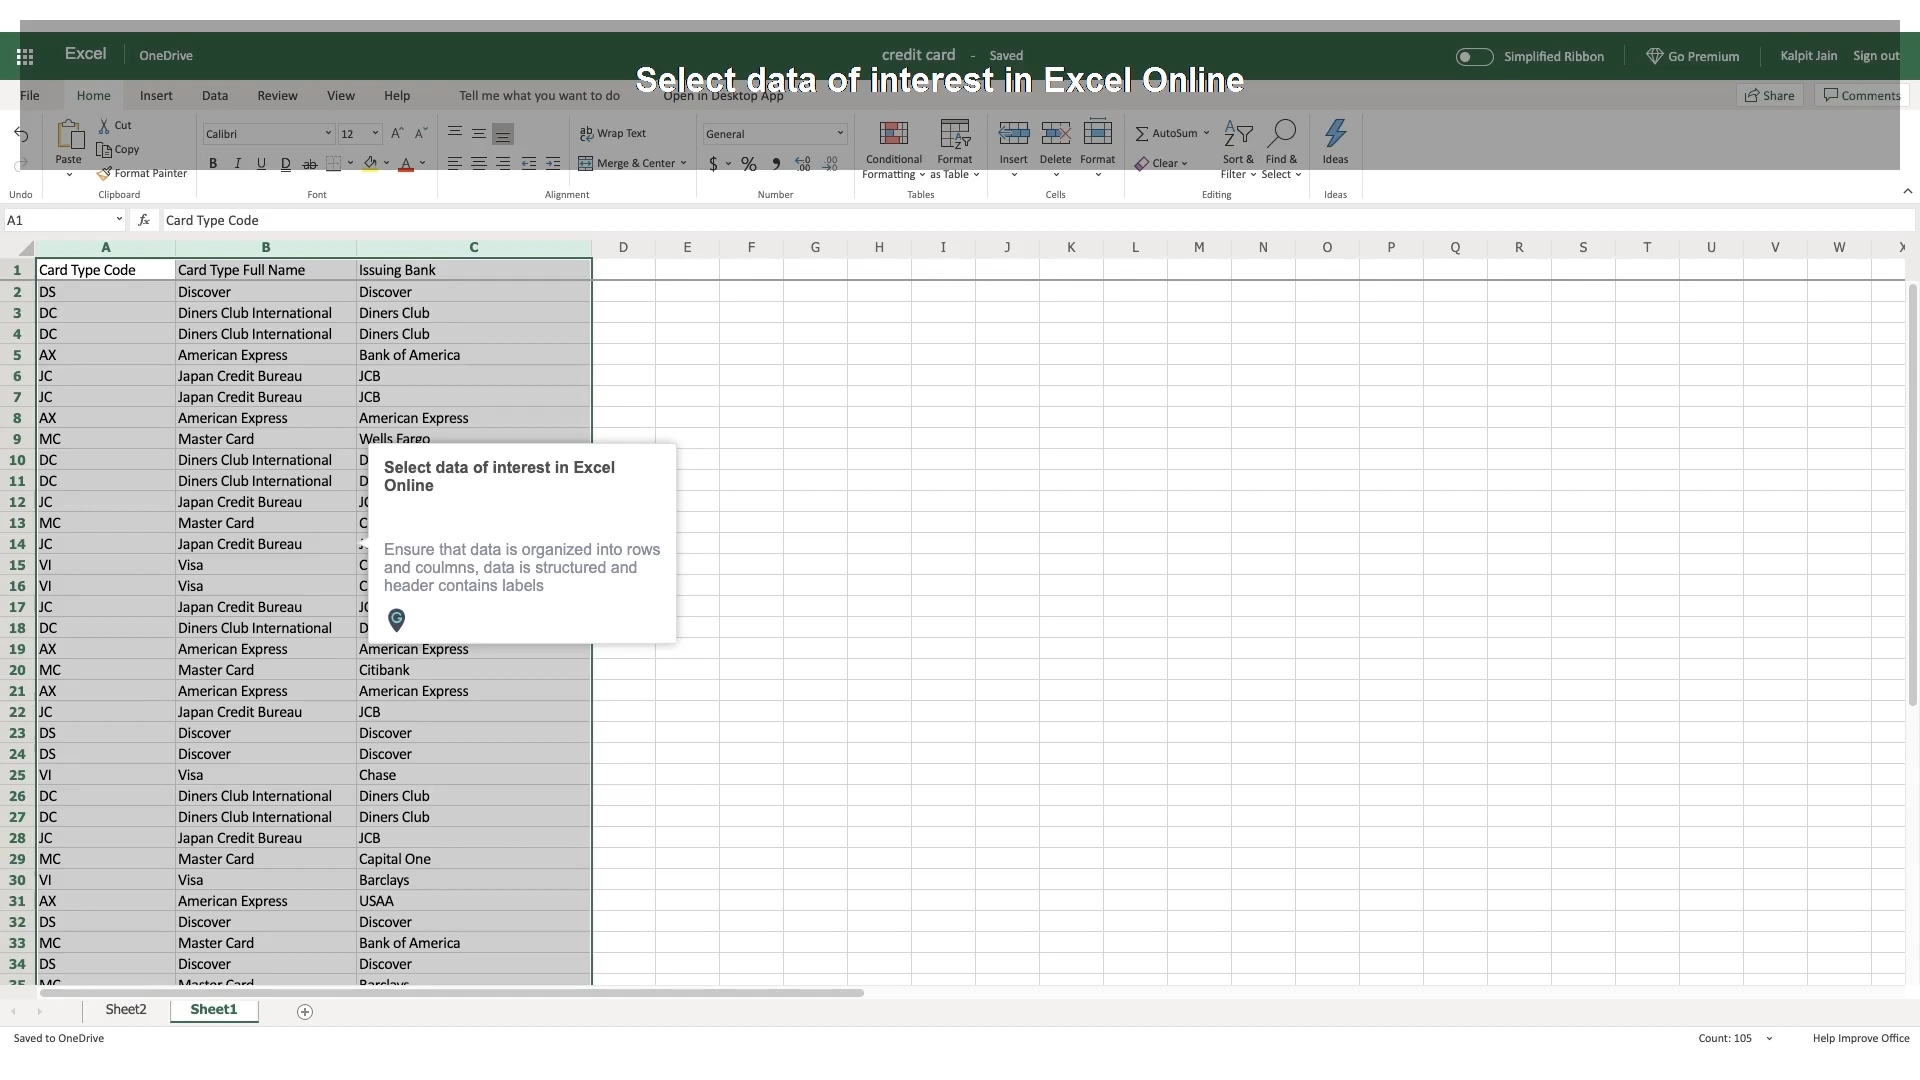 Excel OneDrive credit card - Saved Simplified Ribbon Go Premium Kalpit Jain Sign out
Select data of interest in Excel Online
File Home Insert Data Review View Help Tell me what you want to do Open in Desktop App Share Comments
Cut
Copy
Paste
Format Painter
Calibri 12
B I U D ab A
ab Wrap Text
Merge & Center
General
$ % 9
Conditional Formatting
Format as Table
Insert
Delete
Format
AutoSum
Clear
Sort & Filter
Find & Select
Ideas
Undo Clipboard Font Alignment Number Tables Cells Editing Ideas
A1 fx Card Type Code
A B C D E F G H I J K L M N O P Q R S T U V W X
1 Card Type Code Card Type Full Name Issuing Bank
2 DS Discover Discover
3 DC Diners Club International Diners Club
4 DC Diners Club International Diners Club
5 AX American Express Bank of America
6 JC Japan Credit Bureau JCB
7 JC Japan Credit Bureau JCB
8 AX American Express American Express
9 MC Master Card Wells Fargo
10 DC Diners Club International D
11 DC Diners Club International D
12 JC Japan Credit Bureau JC
13 MC Master Card C
14 JC Japan Credit Bureau
15 VI Visa C
16 VI Visa C
17 JC Japan Credit Bureau JC
18 DC Diners Club International D
Select data of interest in Excel
Online
Ensure that data is organized into rows
and coulmns, data is structured and
header contains labels
G
19 AX American Express American Express
20 MC Master Card Citibank
21 AX American Express American Express
22 JC Japan Credit Bureau JCB
23 DS Discover Discover
24 DS Discover Discover
25 VI Visa Chase
26 DC Diners Club International Diners Club
27 DC Diners Club International Diners Club
28 JC Japan Credit Bureau JCB
29 MC Master Card Capital One
30 VI Visa Barclays
31 AX American Express USAA
32 DS Discover Discover
33 MC Master Card Bank of America
34 DS Discover Discover
35 MC Master Card Barclays
Sheet2 Sheet1
Saved to OneDrive Count: 105 Help Improve Office